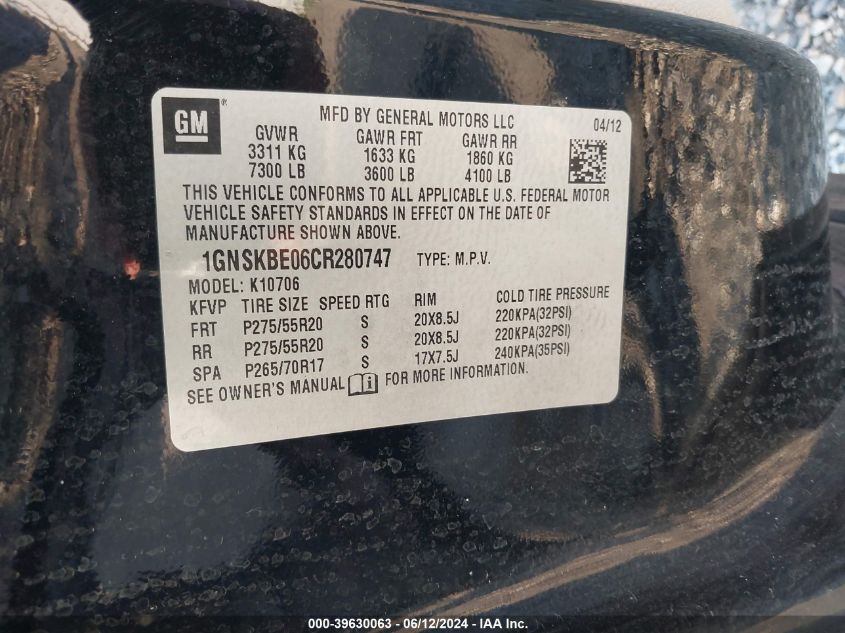 GM®
MFD BY GENERAL MOTORS LLC
04/12
GVWR GAWR FRT GAWR RR
3311 KG 1633 KG 1860 KG
7300 LB 3600 LB 4100 LB
THIS VEHICLE CONFORMS TO ALL APPLICABLE U.S. FEDERAL MOTOR
VEHICLE SAFETY STANDARDS IN EFFECT ON THE DATE OF
MANUFACTURE SHOWN ABOVE.
1GNSKBE06CR280747 TYPE: M.P.V.
MODEL: K10706
KFVP TIRE SIZE SPEED RTG RIM COLD TIRE PRESSURE
FRT P275/55R20 S 20X8.5J 220KPA(32PSI)
RR P275/55R20 S 20X8.5J 220KPA(32PSI)
SPA P265/70R17 S 17X7.5J 240KPA(35PSI)
SEE OWNER'S MANUAL i FOR MORE INFORMATION.
000-39630063 - 06/12/2024 - IAAI Inc.